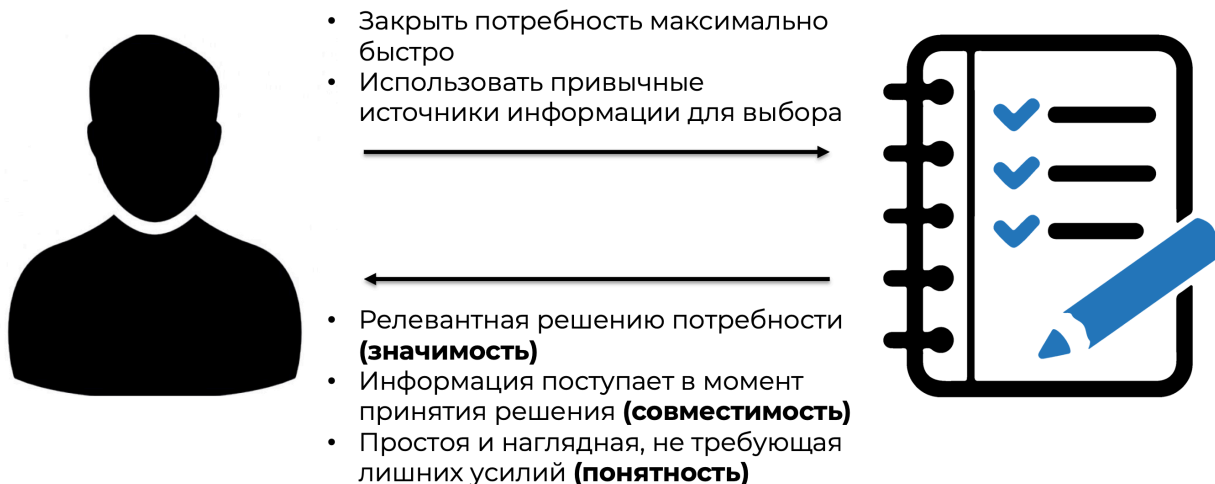 • Закрыть потребность максимально
быстро
• Использовать привычные
источники информации для выбора
• Релевантная решению потребности
(значимость)
• Информация поступает в момент
принятия решения (совместимость)
• Простая и наглядная, не требующая
лишних усилий (понятность)